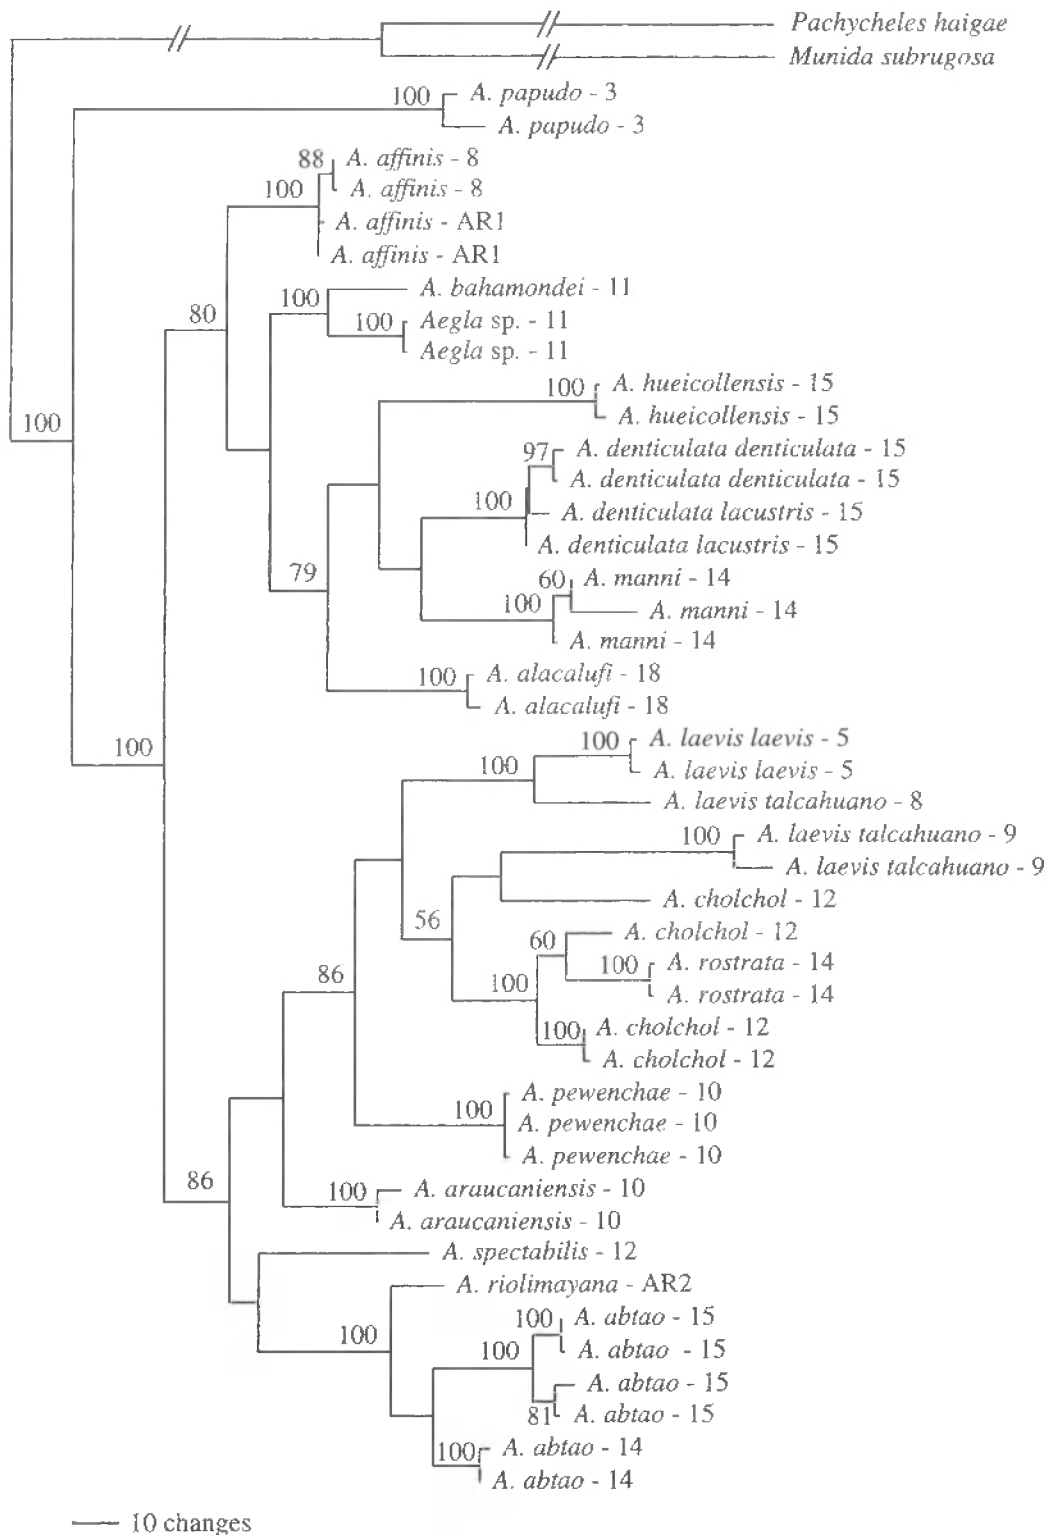 Pachycheles haigae
Munida subrugosa
100 A. papudo - 3
A. papudo - 3
88 A. affinis - 8
100 A. affinis - 8
A. affinis - AR1
A. affinis - AR1
100 A. bahamondei - 11
80 100 Aegla sp. - 11
Aegla sp. - 11
100 A. hueicollensis - 15
100 A. hueicollensis - 15
97 A. denticulata denticulata - 15
A. denticulata denticulata - 15
100 A. denticulata lacustris - 15
A. denticulata lacustris - 15
79 60 A. manni - 14
100 A. manni - 14
A. manni - 14
100 A. alacalufi - 18
A. alacalufi - 18
100 100 A. laevis laevis - 5
100 A. laevis laevis - 5
A. laevis talcahuano - 8
100 A. laevis talcahuano - 9
A. laevis talcahuano - 9
A. cholchol - 12
56 60 A. cholchol - 12
100 A. rostrata - 14
86 100 A. rostrata - 14
100 A. cholchol - 12
A. cholchol - 12
A. pewenchae - 10
100 A. pewenchae - 10
A. pewenchae - 10
86 100 A. araucaniensis - 10
A. araucaniensis - 10
A. spectabilis - 12
A. riolimayana - AR2
100 A. abtao - 15
100 100 A. abtao - 15
A. abtao - 15
81 A. abtao - 15
100 A. abtao - 14
A. abtao - 14
10 changes